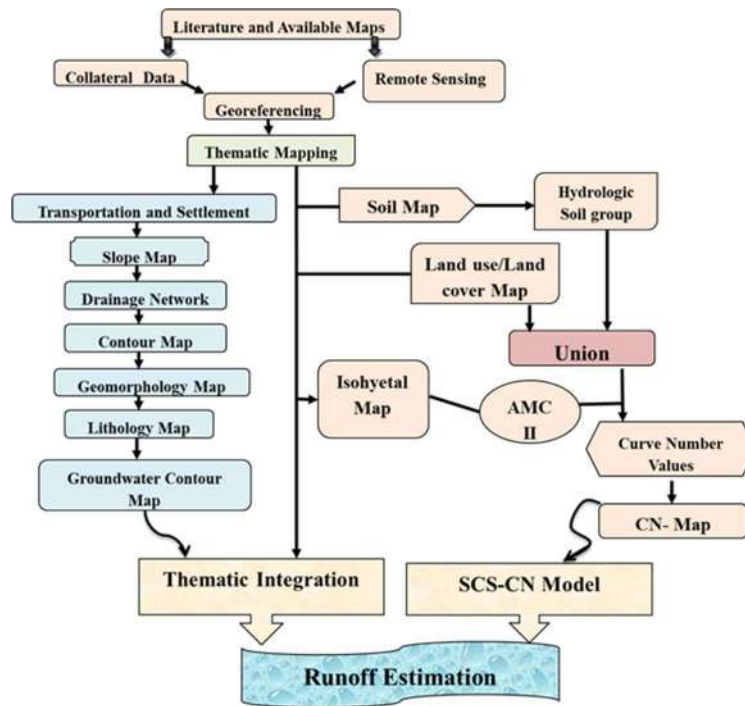 Literature and Available Maps
Collateral Data
Remote Sensing
Georeferencing
Thematic Mapping
Transportation and Settlement
Slope Map
Drainage Network
Contour Map
Geomorphology Map
Lithology Map
Groundwater Contour
Map
Soil Map
Hydrologic
Soil group
Land use/Land
cover Map
Union
Isohyetal
Map
AMC
II
Curve Number
Values
CN- Map
Thematic Integration
SCS-CN Model
Runoff Estimation